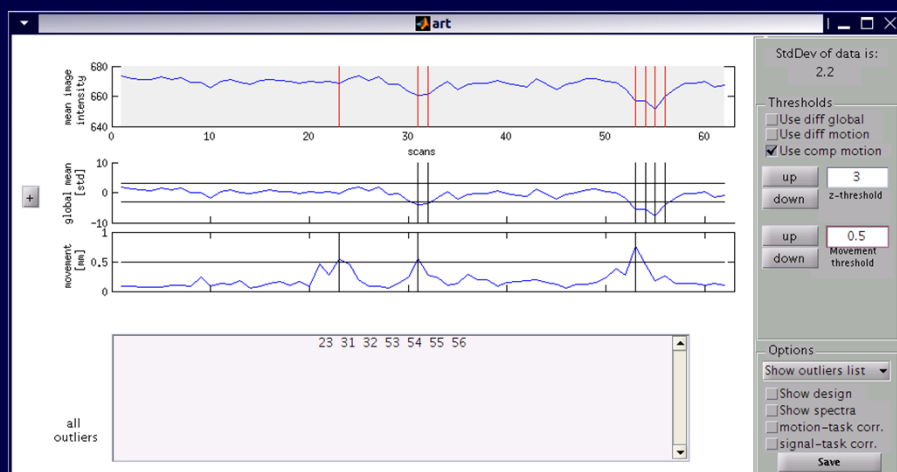 art
mean image
intensity
680
660
640
0
10
20
30
40
50
60
scans
global mean
[std]
10
0
−10
movement
[mm]
1
0.5
0
+
all
outliers
23 31 32 53 54 55 56
StdDev of data is:
2.2
Thresholds
Use diff global
Use diff motion
Use comp motion
up
3
down
z-threshold
up
0.5
down
Movement
threshold
Options
Show outliers list
Show design
Show spectra
motion-task corr.
signal-task corr.
Save